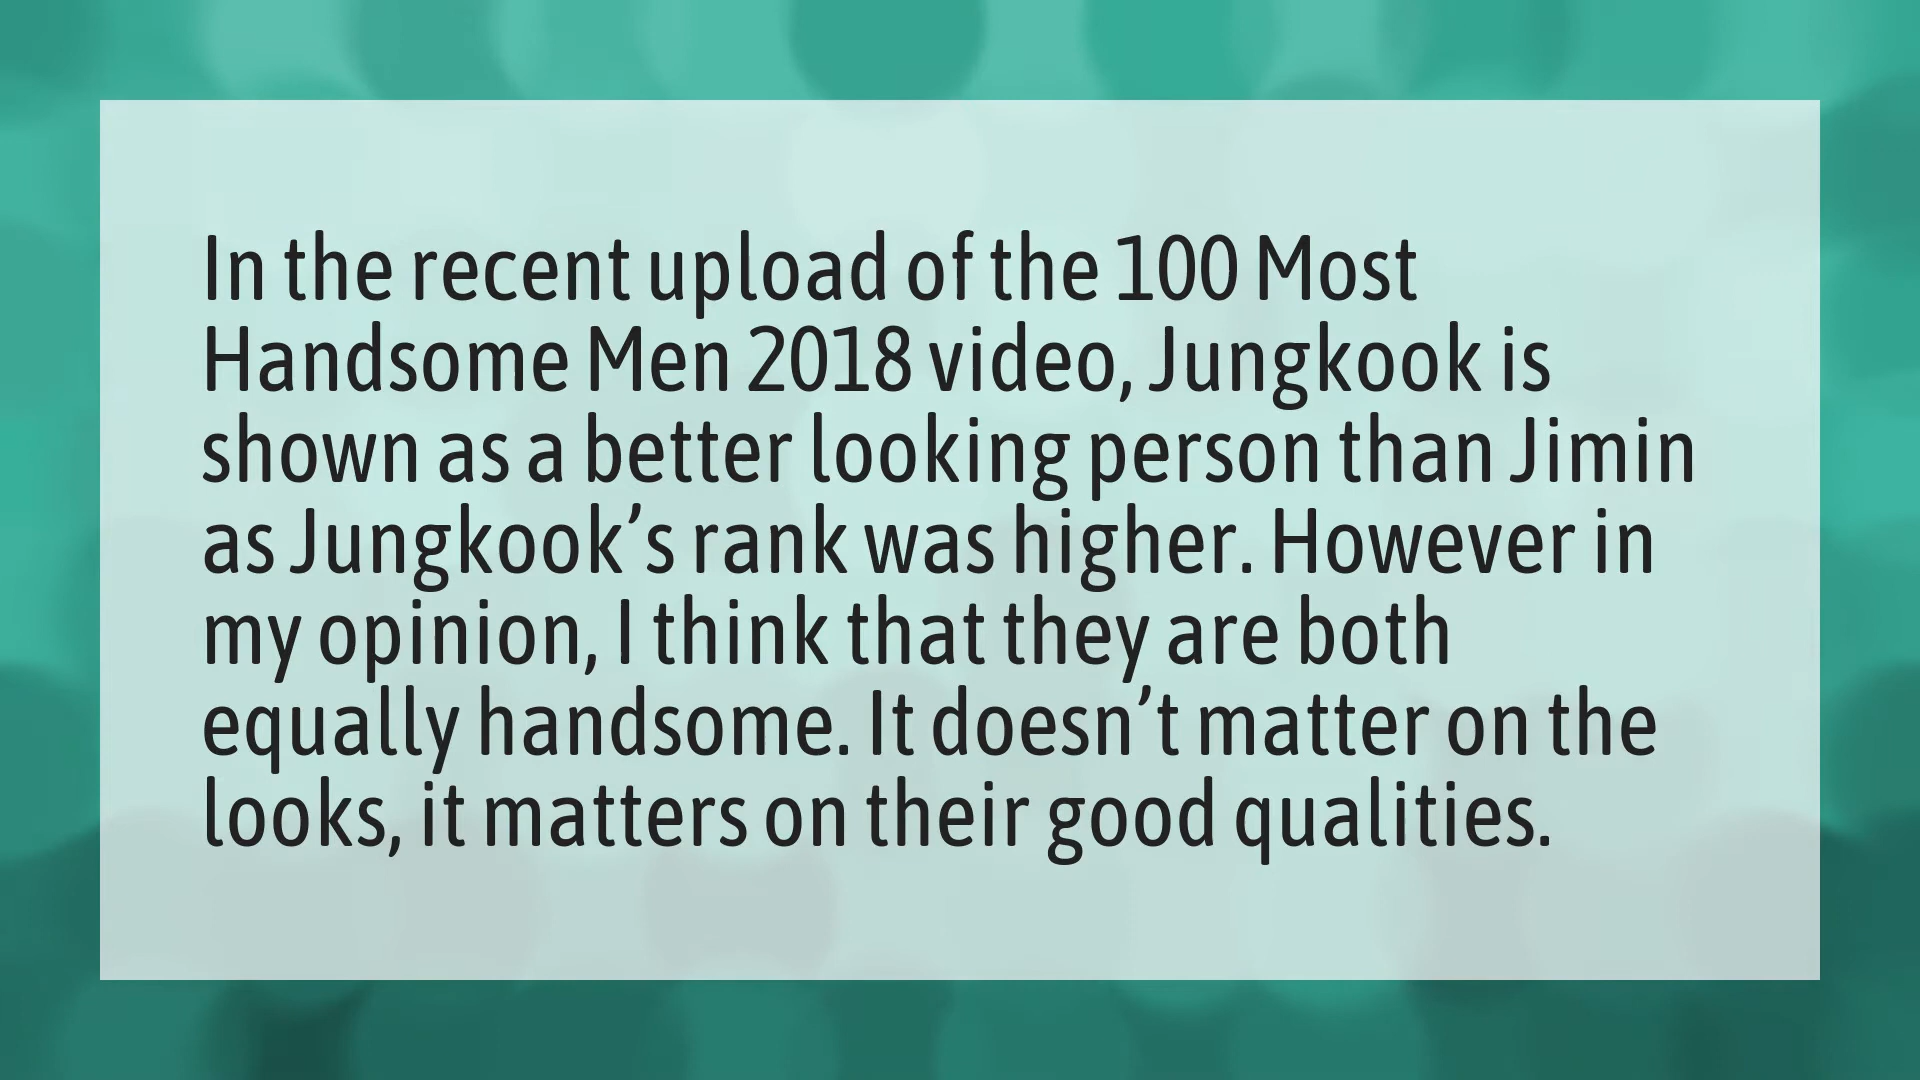 In the recent upload of the 100 Most
Handsome Men 2018 video, Jungkook is
shown as a better looking person than Jimin
as Jungkook’s rank was higher. However in
my opinion, I think that they are both
equally handsome. It doesn’t matter on the
looks, it matters on their good qualities.